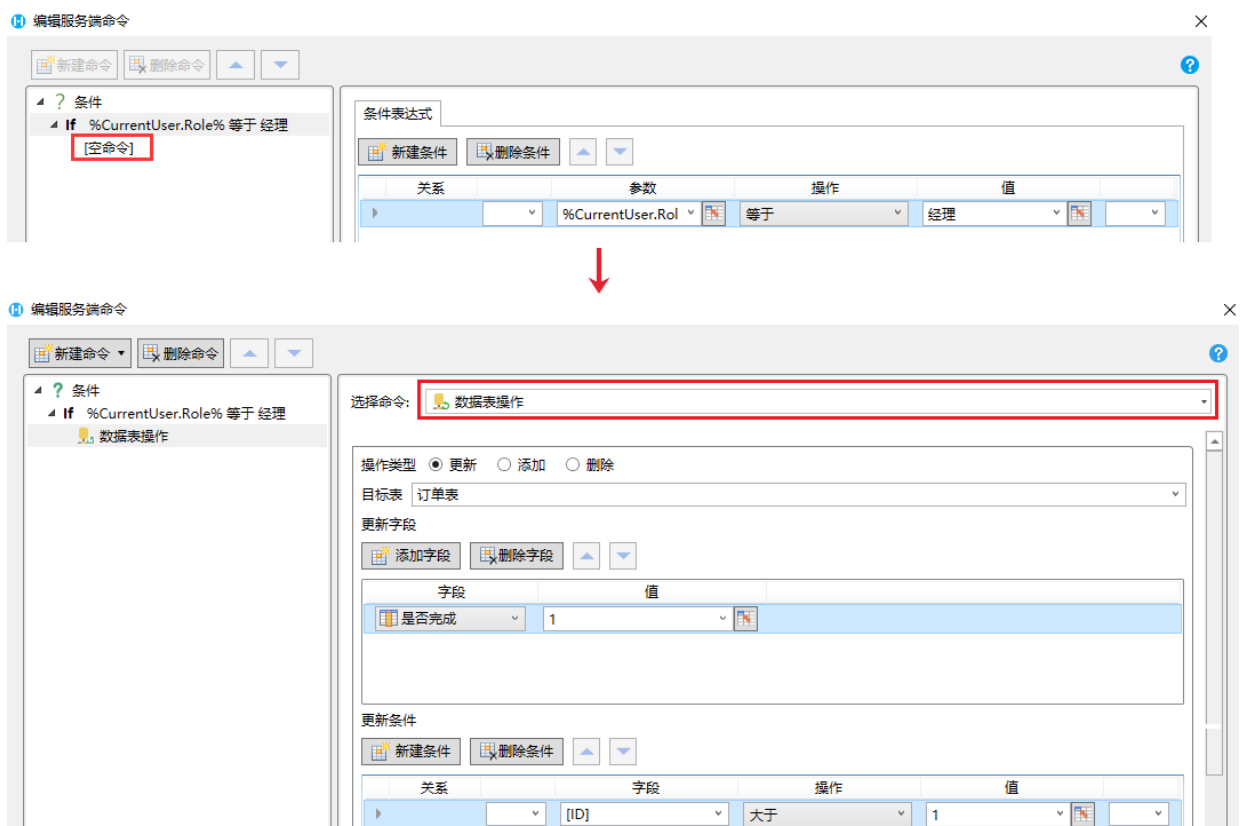 编辑服务端命令
新建命令 删除命令
条件
If %CurrentUser.Role% 等于 经理
[空命令]
条件表达式
新建条件 删除条件
关系 参数 操作 值
%CurrentUser.Rol 等于 经理
编辑服务端命令
新建命令 删除命令
条件
If %CurrentUser.Role% 等于 经理
数据表操作
选择命令: 数据表操作
操作类型 更新 添加 删除
目标表 订单表
更新字段
添加字段 删除字段
字段 值
是否完成 1
更新条件
新建条件 删除条件
关系 字段 操作 值
[ID] 大于 1